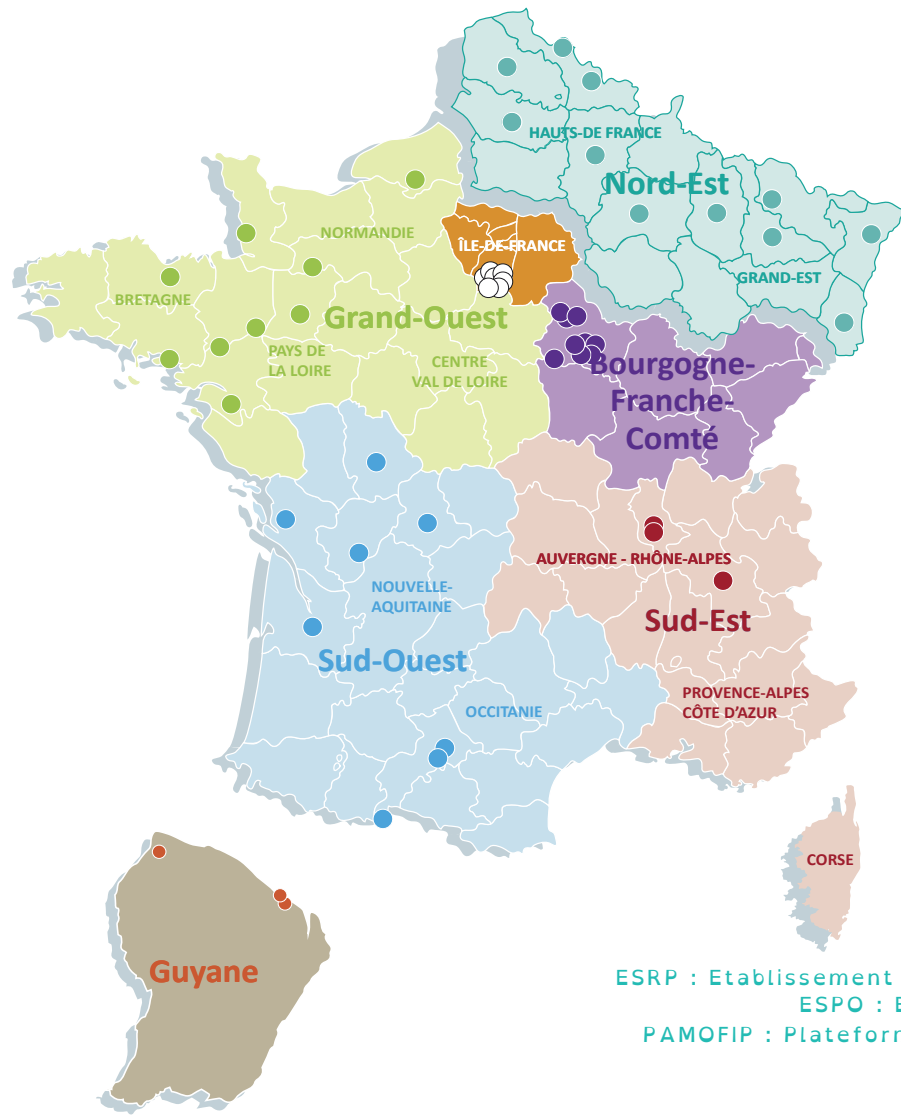 HAUTS-DE FRANCE
Nord-Est
NORMANDIE
ÎLE-DE-FRANCE
GRAND-EST
BRETAGNE
Grand-Ouest
PAYS DE
LA LOIRE
CENTRE
VAL DE LOIRE
Bourgogne-
Franche-
Comté
AUVERGNE - RHÔNE-ALPES
NOUVELLE-
AQUITAINE
Sud-Est
Sud-Ouest
PROVENCE-ALPES
CÔTE D'AZUR
OCCITANIE
CORSE
Guyane
ESRP : Etablissement
ESPO : E
PAMOFIP : Plateform